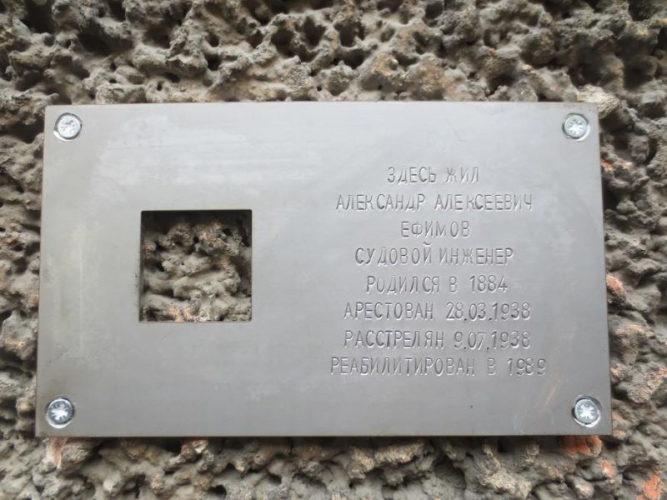 ЗДЕСЬ ЖИЛ
АЛЕКСАНДР АЛЕКСЕЕВИЧ
ЕФИМОВ
СУДОВОЙ ИНЖЕНЕР
РОДИЛСЯ В 1884
АРЕСТОВАН 28.03.1938
РАССТРЕЛЯН 9.07.1938
РЕАБИЛИТИРОВАН В 1989